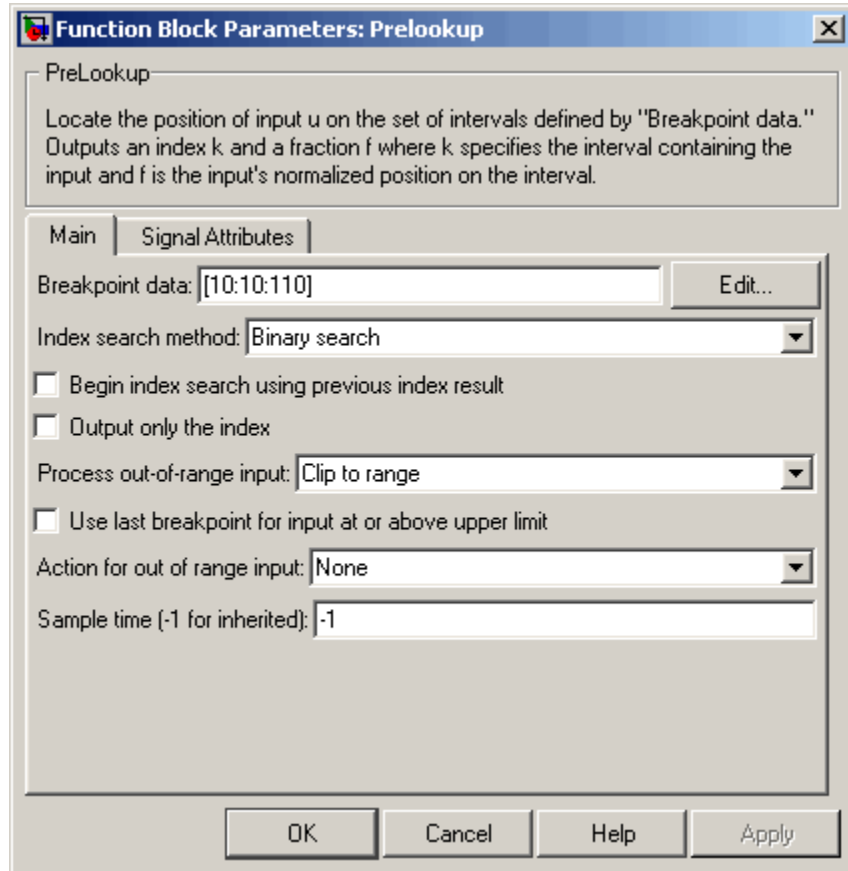 Function Block Parameters: Prelookup
PreLookup
Locate the position of input u on the set of intervals defined by "Breakpoint data."
Outputs an index k and a fraction f where k specifies the interval containing the
input and f is the input's normalized position on the interval.
Main Signal Attributes
Breakpoint data: [10:10:110] Edit...
Index search method: Binary search
Begin index search using previous index result
Output only the index
Process out-of-range input: Clip to range
Use last breakpoint for input at or above upper limit
Action for out of range input: None
Sample time (-1 for inherited): -1
OK Cancel Help Apply